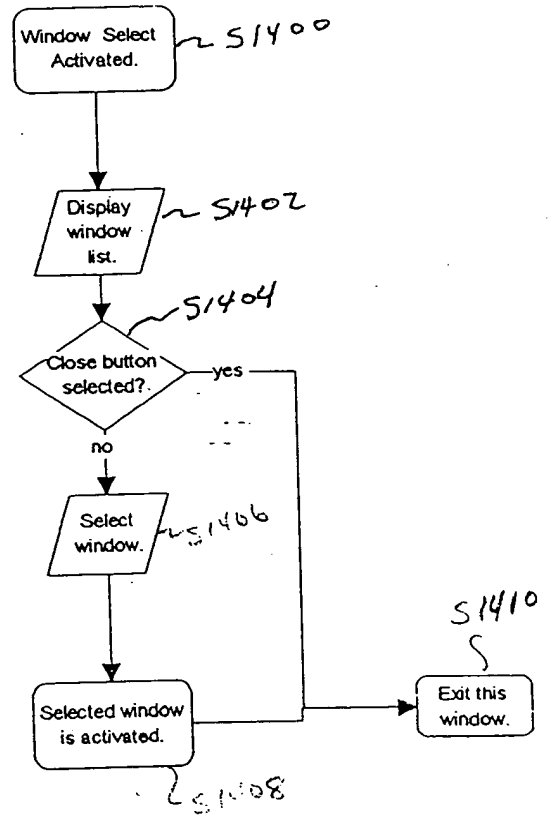 Window Select
Activated.
S1400
Display
window
list.
S1402
S1404
Close button
selected?
yes
no
Select
window.
S1406
S1410
Selected window
is activated.
Exit this
window.
S1408